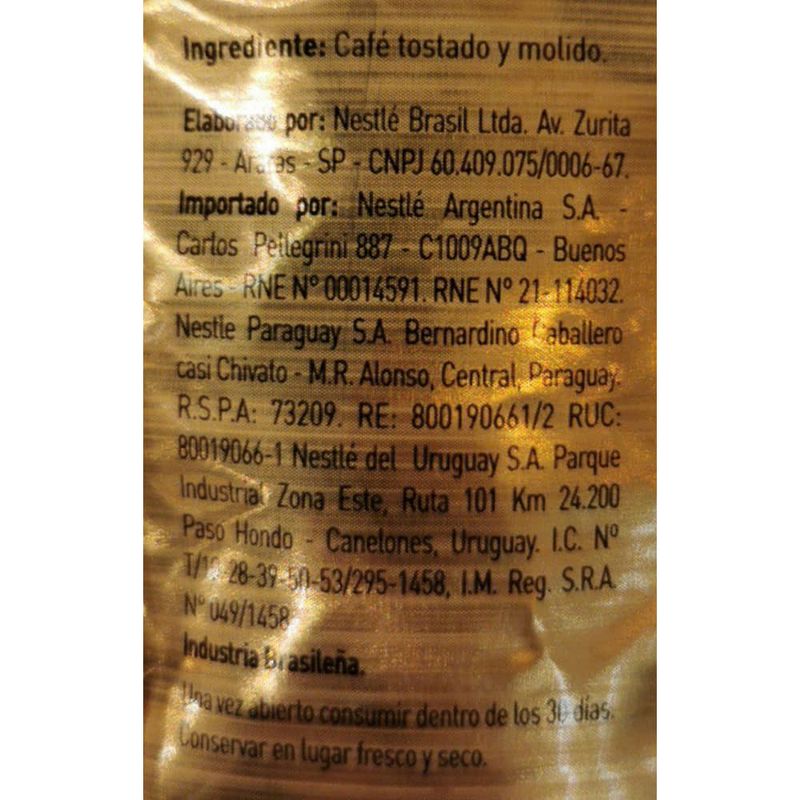 Ingrediente: Café tostado y molido.
Elaborado por: Nestlé Brasil Ltda. Av. Zurita
929 - Araras - SP - CNPJ 60.409.075/0006-67.
Importado por: Nestlé Argentina S.A. -
Carlos Pellegrini 887 - C1009ABQ - Buenos
Aires - RNE N° 00014591. RNE N° 21-114032.
Nestle Paraguay S.A. Bernardino Caballero
casi Chivato - M.R. Alonso, Central, Paraguay.
R.S.P.A: 73209. RE: 800190661/2 RUC:
80019066-1 Nestlé del Uruguay S.A. Parque
Industrial Zona Este, Ruta 101 Km 24.200
Paso Hondo - Canelones, Uruguay. I.C. N°
28-39-50-53/295-1458, I.M. Reg. S.R.A.
N° 049/1458
Industria Brasileña.
Una vez abierto consumir dentro de los 30 días.
Conservar en lugar fresco y seco.